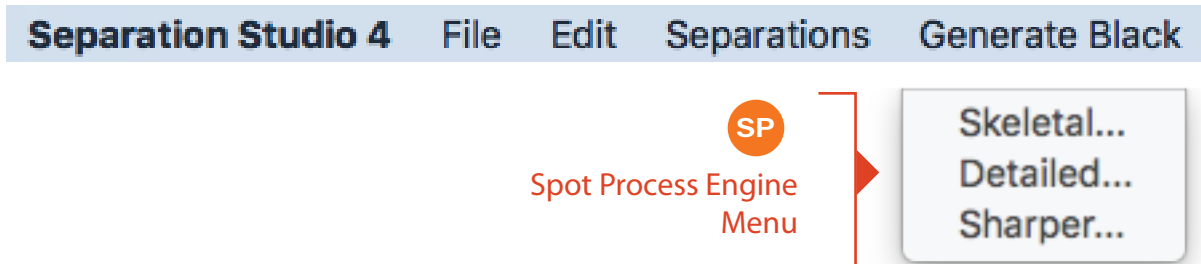 Separation Studio 4 File Edit Separations Generate Black
SP
Spot Process Engine
Menu
Skeletal...
Detailed...
Sharper...